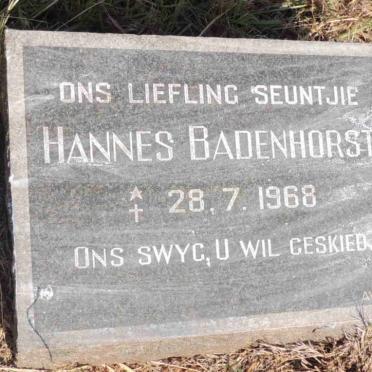 ONS LIEFLING SEUNTJIE
HANNES BADENHORST
* † 28.7.1968
ONS SWYG, U WIL GESKIED.